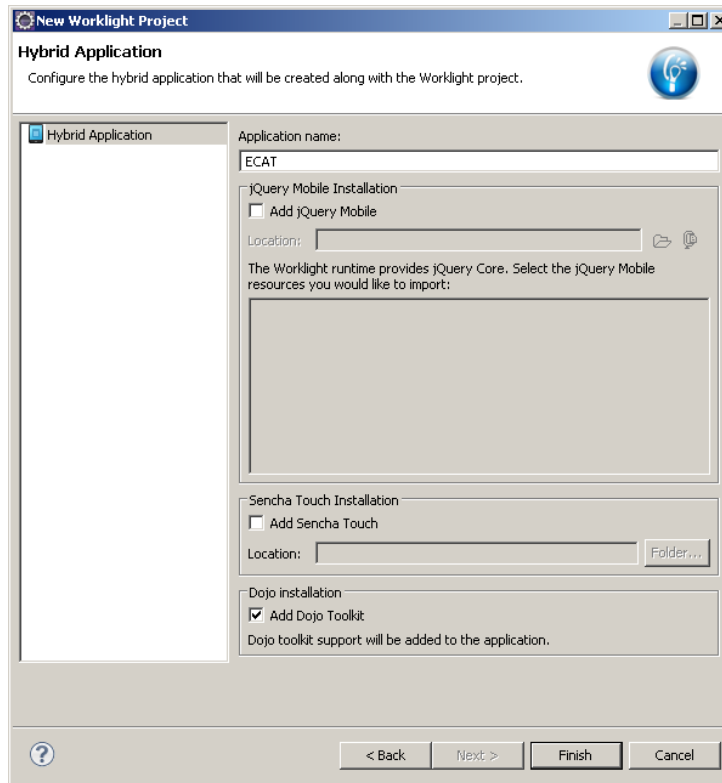 New Worklight Project
Hybrid Application
Configure the hybrid application that will be created along with the Worklight project.
Hybrid Application
Application name:
ECAT
jQuery Mobile Installation
Add jQuery Mobile
Location:
The Worklight runtime provides jQuery Core. Select the jQuery Mobile
resources you would like to import:
Sencha Touch Installation
Add Sencha Touch
Location:
Folder...
Dojo installation
Add Dojo Toolkit
Dojo toolkit support will be added to the application.
?
< Back
Next >
Finish
Cancel